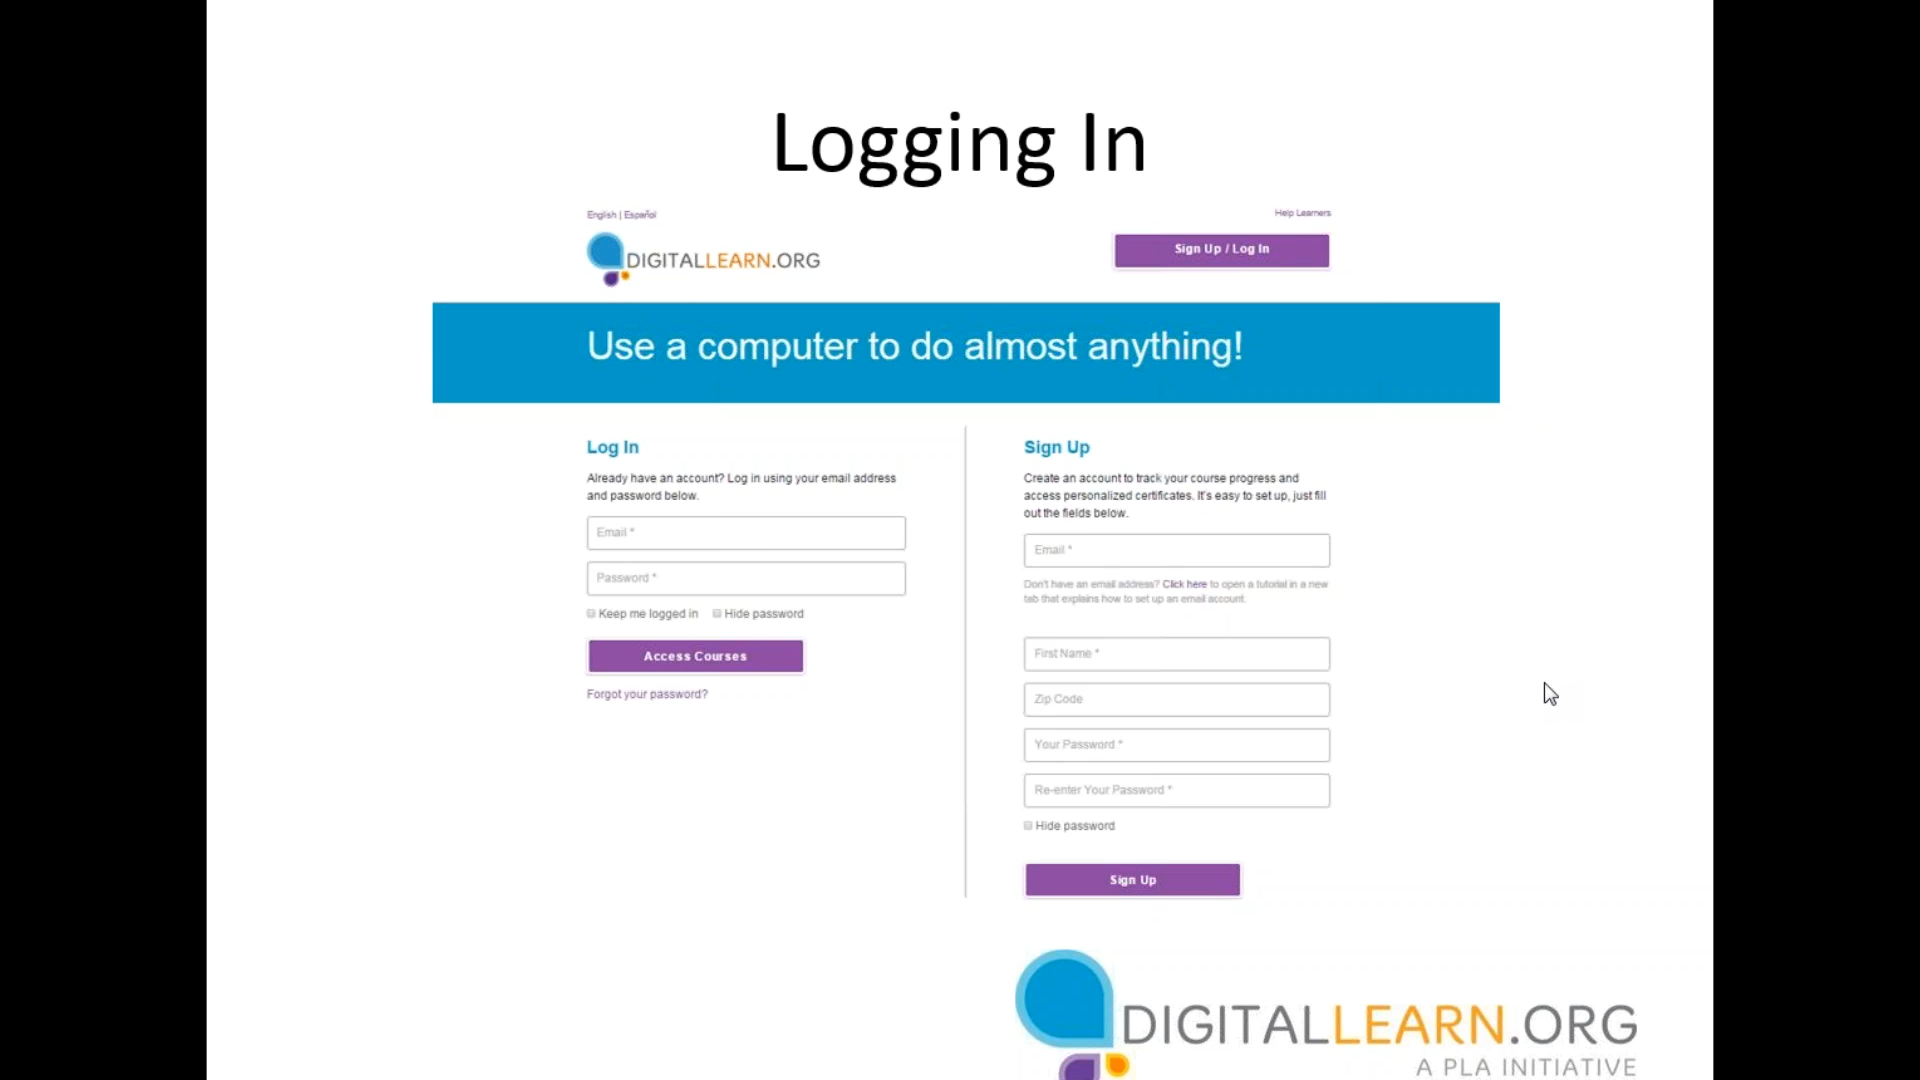 Logging In
English | Español
Help Learners
DIGITALLEARN.ORG
Sign Up / Log In
Use a computer to do almost anything!
Log In
Already have an account? Log in using your email address
and password below.
Email *
Password *
Keep me logged in
Hide password
Access Courses
Forgot your password?
Sign Up
Create an account to track your course progress and
access personalized certificates. It's easy to set up, just fill
out the fields below.
Email *
Don't have an email address? Click here to open a tutorial in a new
tab that explains how to set up an email account.
First Name *
Zip Code
Your Password *
Re-enter Your Password *
Hide password
Sign Up
DIGITALLEARN.ORG
A PLA INITIATIVE